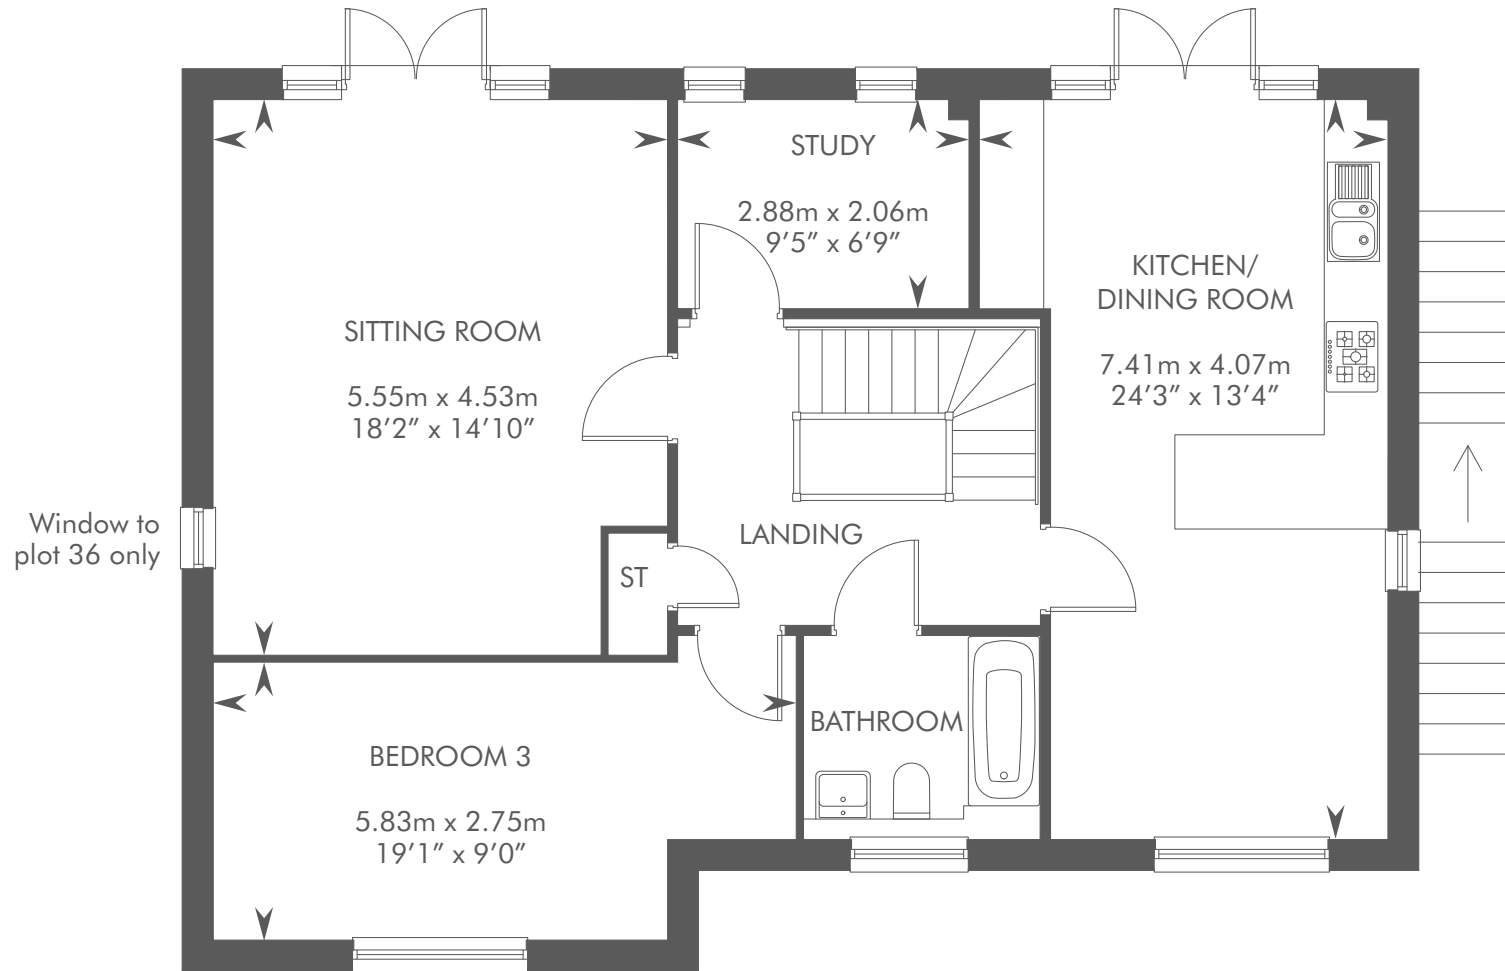 STUDY
2.88m x 2.06m
9’5” x 6’9”
KITCHEN/
DINING ROOM
7.41m x 4.07m
24’3” x 13’4”
SITTING ROOM
5.55m x 4.53m
18’2” x 14’10”
Window to
plot 36 only
LANDING
ST
BATHROOM
BEDROOM 3
5.83m x 2.75m
19’1” x 9’0”